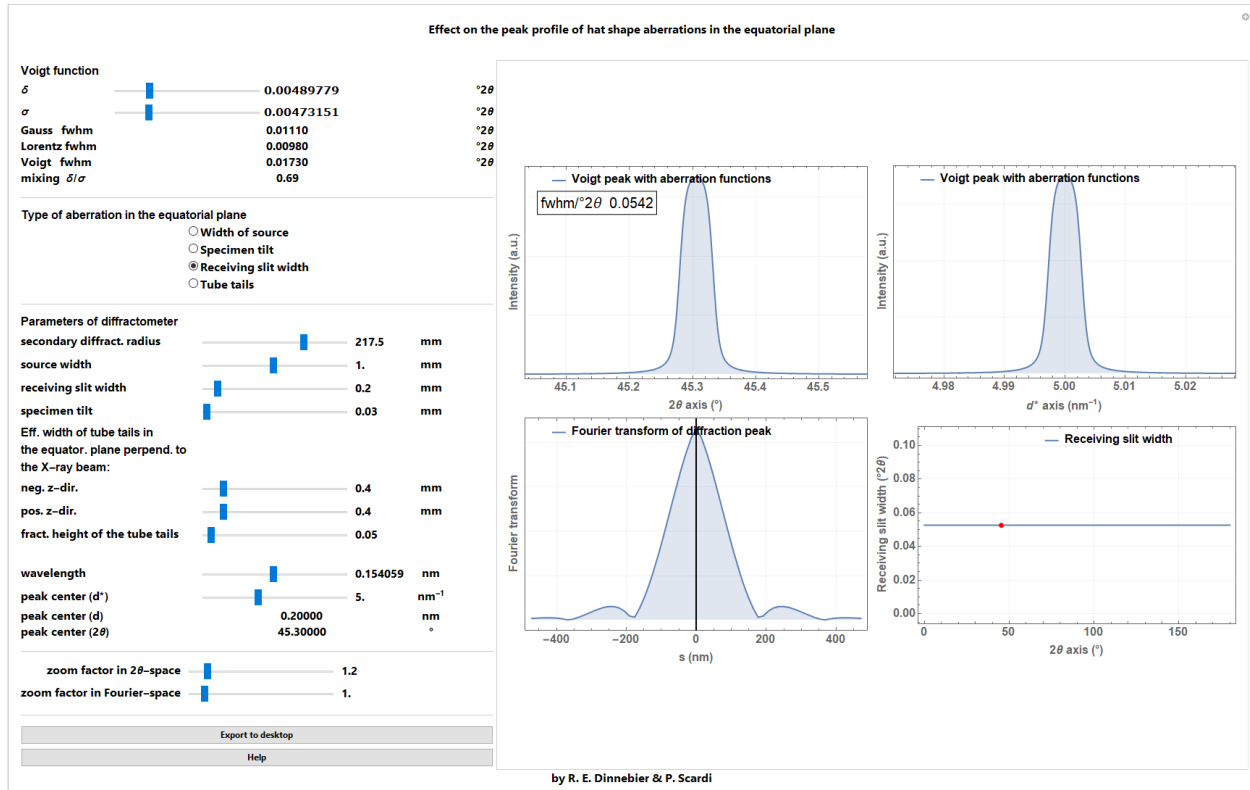 Effect on the peak profile of hat shape aberrations in the equatorial plane
Voigt function
δ 0.00489779 °2θ
σ 0.00473151 °2θ
Gauss fwhm 0.01110 °2θ
Lorentz fwhm 0.00980 °2θ
Voigt fwhm 0.01730 °2θ
mixing δ/σ 0.69
Type of aberration in the equatorial plane
Width of source
Specimen tilt
Receiving slit width
Tube tails
Parameters of diffractometer
secondary diffract. radius 217.5 mm
source width 1. mm
receiving slit width 0.2 mm
specimen tilt 0.03 mm
Eff. width of tube tails in
the equator. plane perpend. to
the X-ray beam:
neg. z-dir. 0.4 mm
pos. z-dir. 0.4 mm
fract. height of the tube tails 0.05
wavelength 0.154059 nm
peak center (d*) 5. nm⁻¹
peak center (d) 0.20000 nm
peak center (2θ) 45.30000 °
zoom factor in 2θ-space 1.2
zoom factor in Fourier-space 1.
Export to desktop
Help
Voigt peak with aberration functions
fwhm/°2θ 0.0542
Intensity (a.u.)
45.1 45.2 45.3 45.4 45.5
2θ axis (°)
Voigt peak with aberration functions
Intensity (a.u.)
4.98 4.99 5.00 5.01 5.02
d* axis (nm⁻¹)
Fourier transform of diffraction peak
Fourier transform
−400 −200 0 200 400
s (nm)
Receiving slit width
Receiving slit width (°2θ)
0.10
0.08
0.06
0.04
0.02
0.00
0 50 100 150
2θ axis (°)
by R. E. Dinnebier & P. Scardi